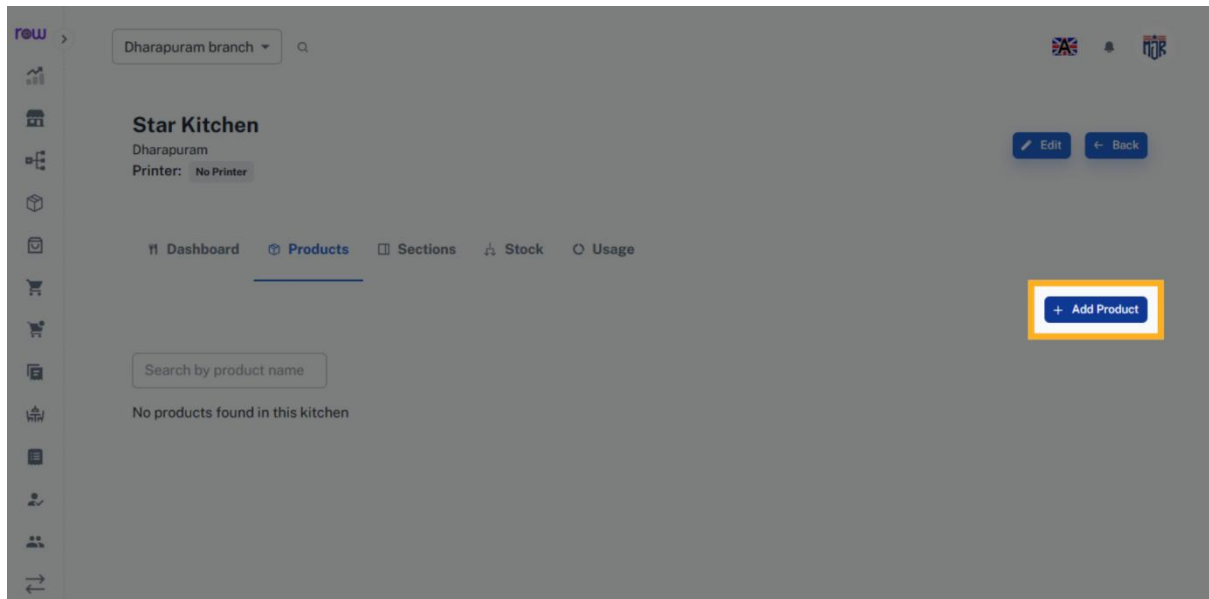 row
Dharapuram branch
A
MJR
Star Kitchen
Dharapuram
Printer: No Printer
Edit
← Back
Dashboard
Products
Sections
Stock
Usage
+ Add Product
Search by product name
No products found in this kitchen